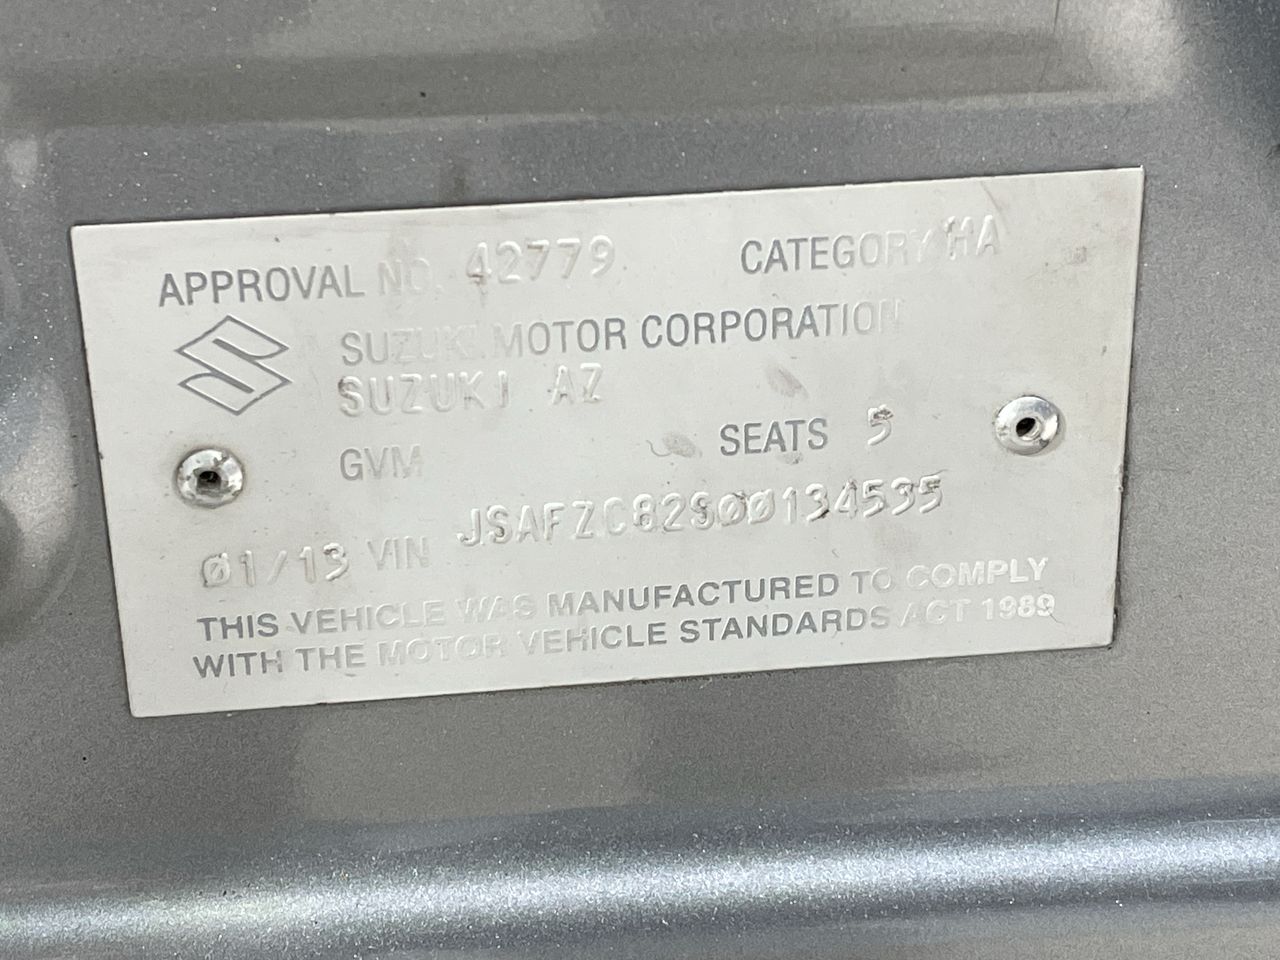 APPROVAL NO. 42779 CATEGORY MA
SUZUKI MOTOR CORPORATION
SUZUKI AZ
GVM SEATS 5
01/13 VIN JSAFZC82S00134535
THIS VEHICLE WAS MANUFACTURED TO COMPLY
WITH THE MOTOR VEHICLE STANDARDS ACT 1989